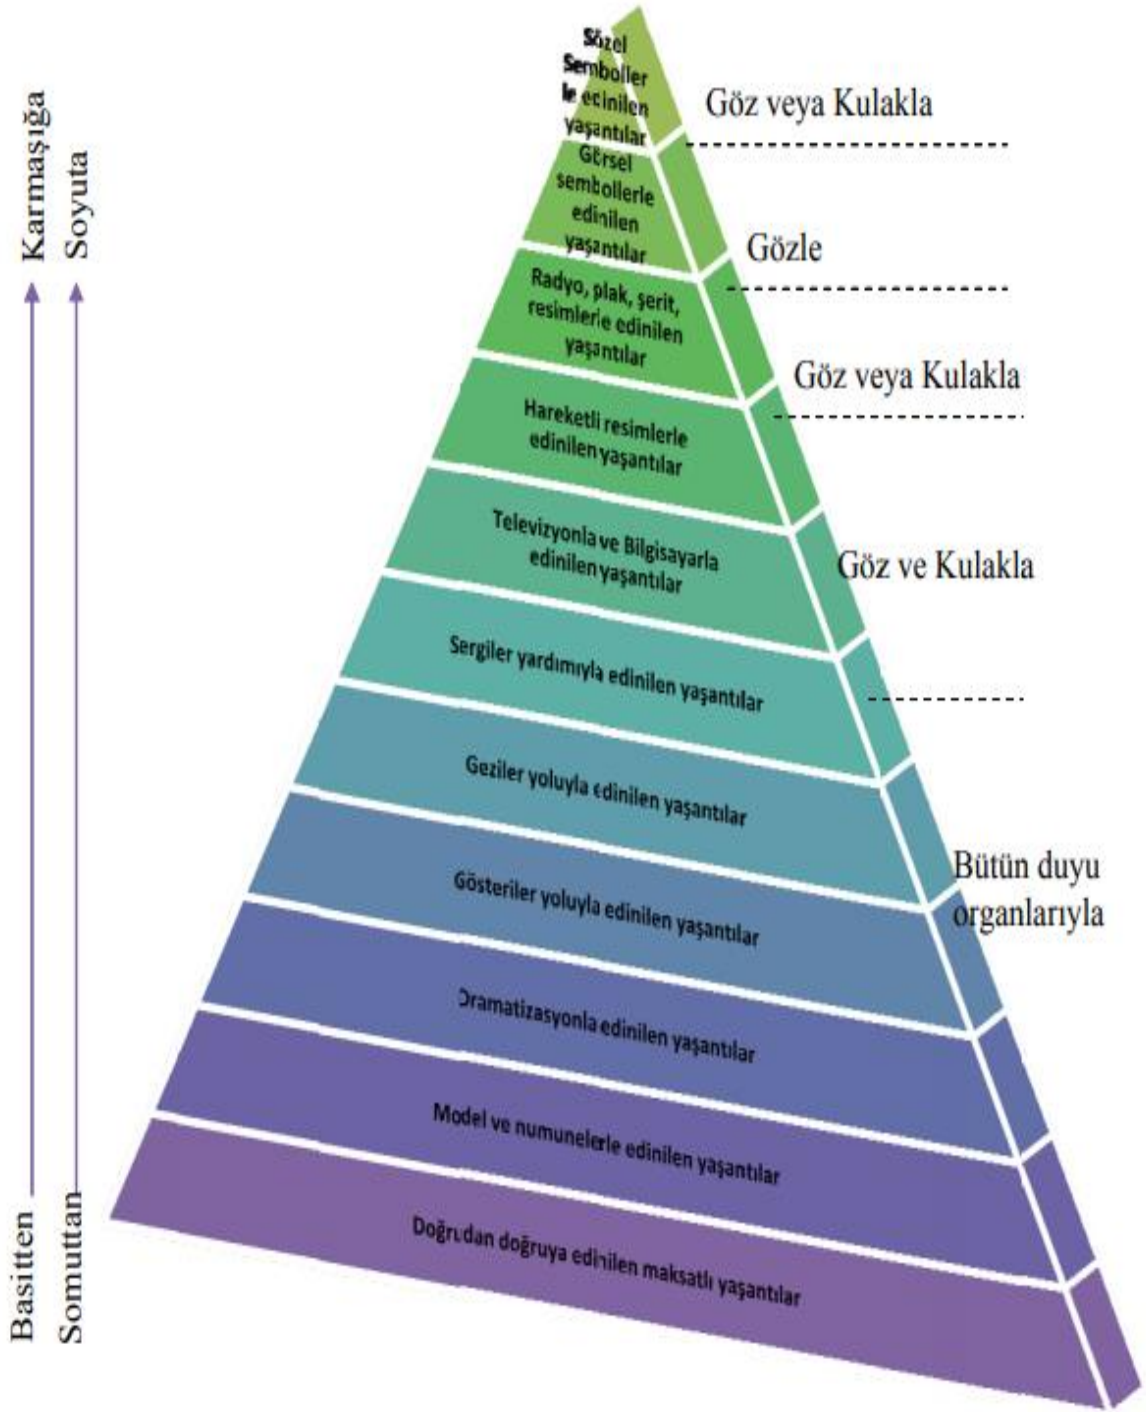 Karmaşığa
Soyuta
Basitten
Somuttan
Sözel
Semboller
le edinilen
yaşantılar
Görsel
sembollerle
edinilen
yaşantılar
Radyo, plak, şerit,
resimlerle edinilen
yaşantılar
Hareketli resimlerle
edinilen yaşantılar
Televizyonla ve Bilgisayarla
edinilen yaşantılar
Sergiler yardımıyla edinilen yaşantılar
Geziler yoluyla edinilen yaşantılar
Gösteriler yoluyla edinilen yaşantılar
Dramatizasyonla edinilen yaşantılar
Model ve numunelerle edinilen yaşantılar
Doğrudan doğruya edinilen maksatlı yaşantılar
Göz veya Kulakla
Gözle
Göz veya Kulakla
Göz ve Kulakla
Bütün duyu
organlarıyla